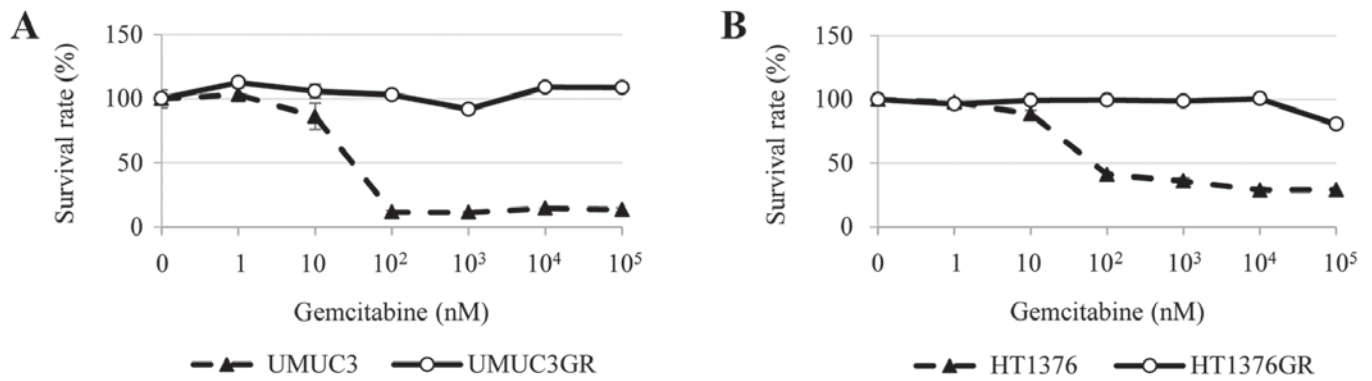 A
150
100
50
0
Survival rate (%)
0 1 10 10² 10³ 10⁴ 10⁵
Gemcitabine (nM)
UMUC3 UMUC3GR
B
150
100
50
0
Survival rate (%)
0 1 10 10² 10³ 10⁴ 10⁵
Gemcitabine (nM)
HT1376 HT1376GR